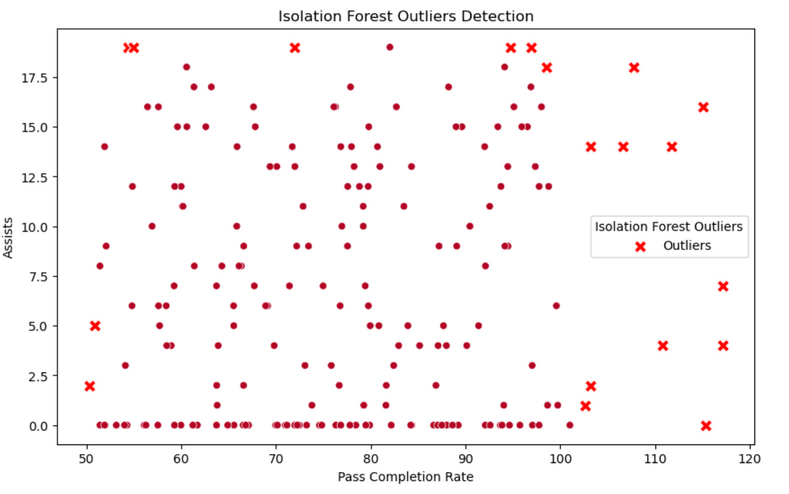 Isolation Forest Outliers Detection
17.5
15.0
12.5
10.0
7.5
5.0
2.5
0.0
Assists
Isolation Forest Outliers
Outliers
50 60 70 80 90 100 110 120
Pass Completion Rate